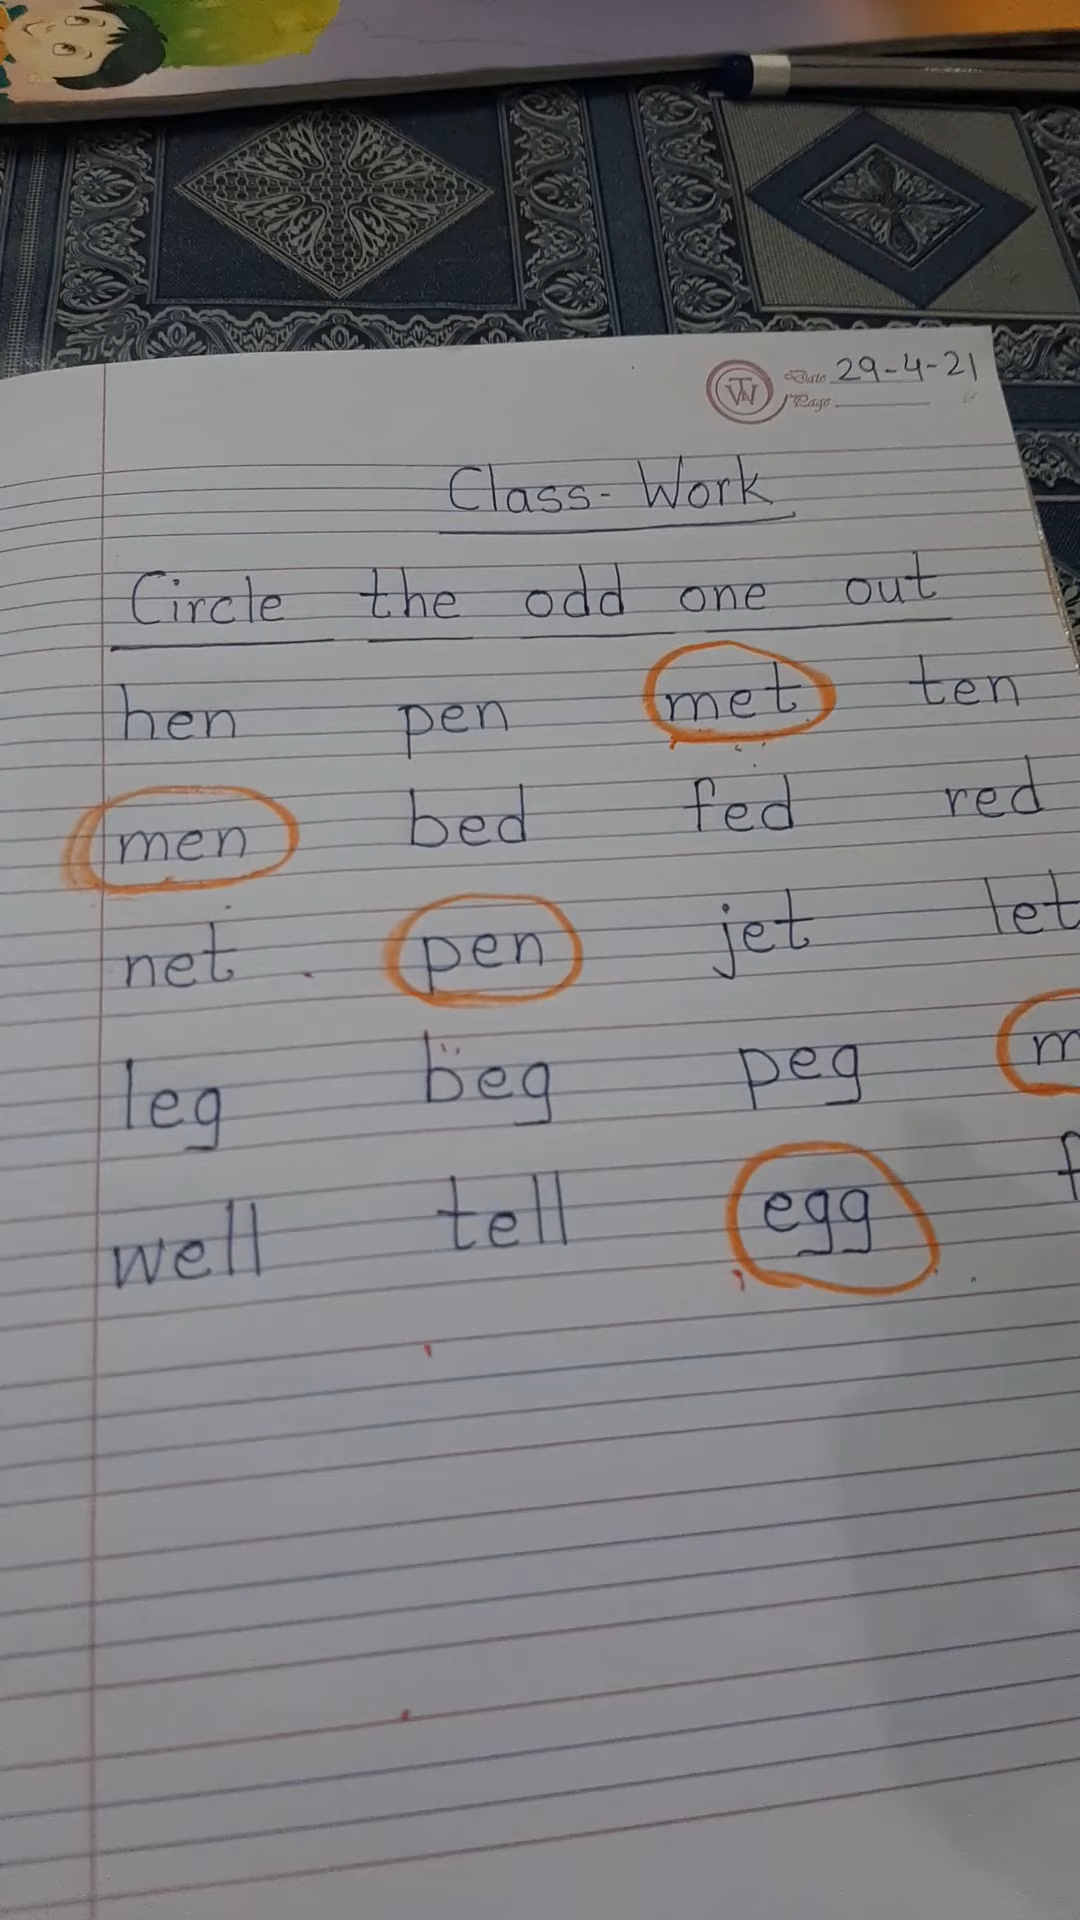 Date 29-4-21
Page
Class-Work
Circle the odd one out
hen pen met ten
men bed fed red
net pen jet let
leg beg peg
well tell egg